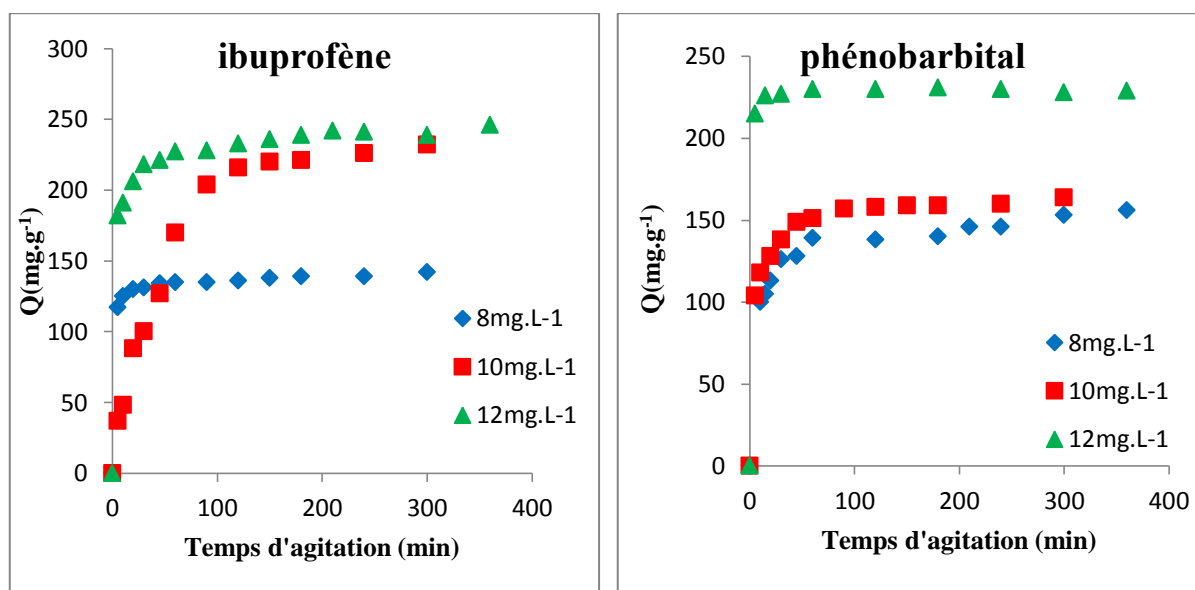 ibuprofène
300
250
200
150
100
50
0
Q(mg.g-1)
0 100 200 300 400
Temps d'agitation (min)
8mg.L-1
10mg.L-1
12mg.L-1
phénobarbital
250
200
150
100
50
0
Q(mg.g-1)
0 100 200 300 400
Temps d'agitation (min)
8mg.L-1
10mg.L-1
12mg.L-1